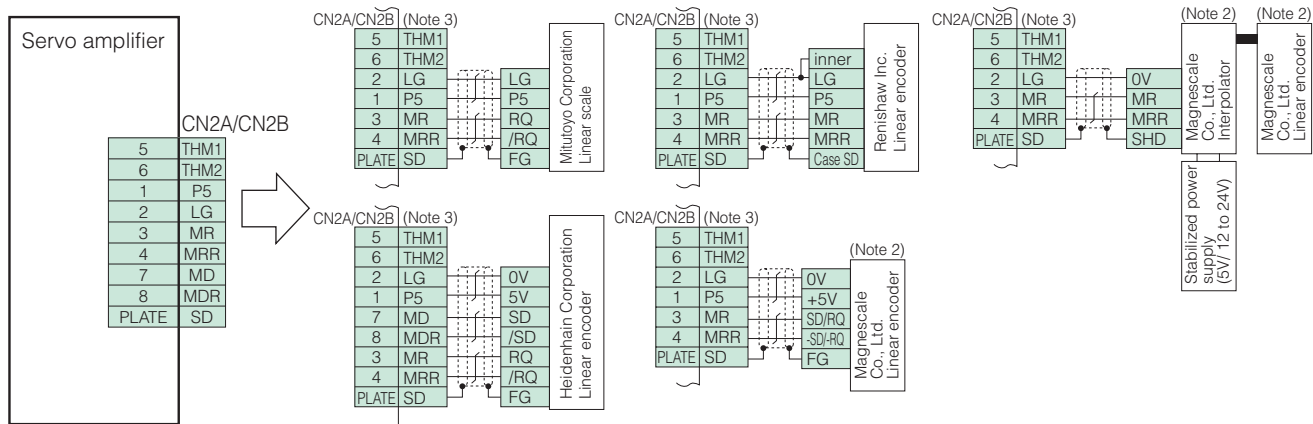 Servo amplifier
CN2A/CN2B
5 THM1
6 THM2
1 P5
2 LG
3 MR
4 MRR
7 MD
8 MDR
PLATE SD
CN2A/CN2B (Note 3)
5 THM1
6 THM2
2 LG LG
1 P5 P5
3 MR RQ
4 MRR /RQ
PLATE SD FG
Mitutoyo Corporation
Linear scale
CN2A/CN2B (Note 3)
5 THM1
6 THM2 inner
2 LG LG
1 P5 P5
3 MR MR
4 MRR MRR
PLATE SD Case SD
Renishaw Inc.
Linear encoder
CN2A/CN2B (Note 3)
5 THM1
6 THM2
2 LG 0V
3 MR MR
4 MRR MRR
PLATE SD SHD
(Note 2)
Magnescale
Co., Ltd.
Interpolator
(Note 2)
Magnescale
Co., Ltd.
Linear encoder
Stabilized power
supply
(5V/ 12 to 24V)
CN2A/CN2B (Note 3)
5 THM1
6 THM2
2 LG 0V
1 P5 5V
7 MD SD
8 MDR /SD
3 MR RQ
4 MRR /RQ
PLATE SD FG
Heidenhain Corporation
Linear encoder
CN2A/CN2B (Note 3)
5 THM1
6 THM2
2 LG 0V
1 P5 +5V
3 MR SD/RQ
4 MRR -SD/-RQ
PLATE SD FG
(Note 2)
Magnescale
Co., Ltd.
Linear encoder